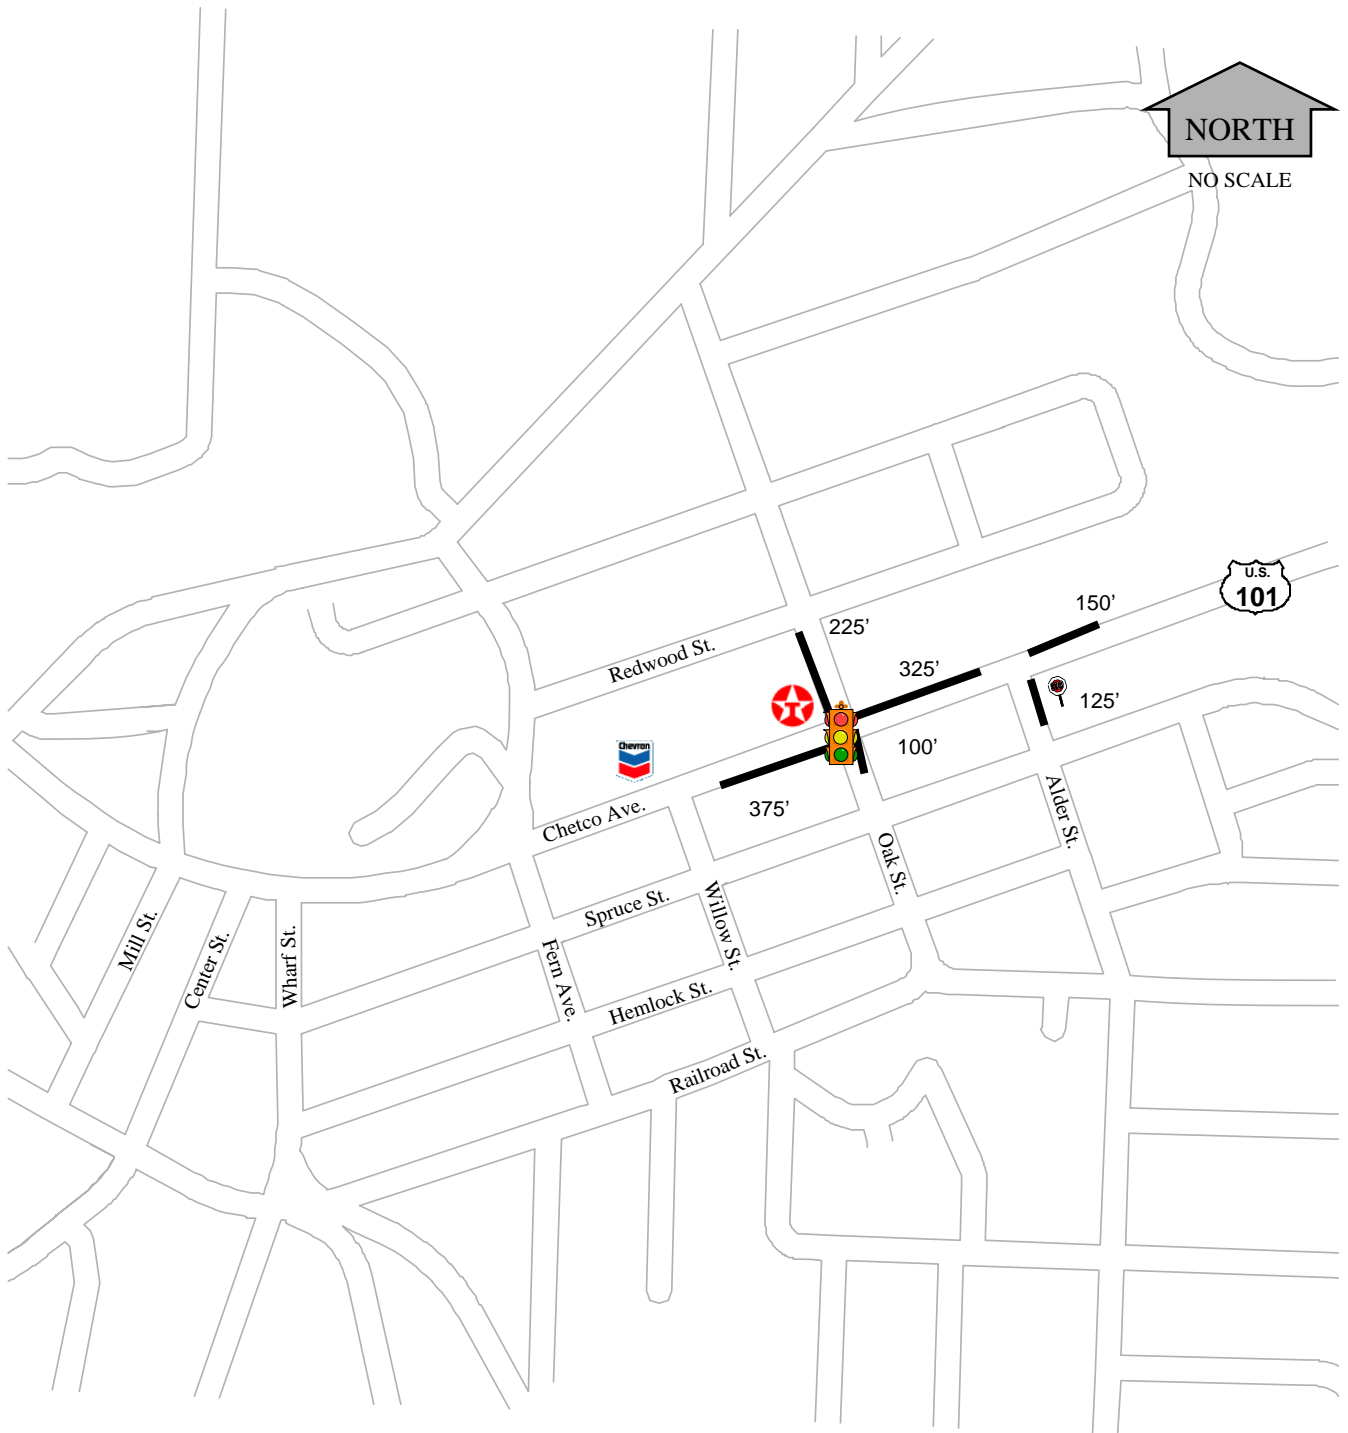 NORTH
NO SCALE
U.S.
101
150’
225’
Redwood St.
325’
125’
100’
Chevron
375’
Chetco Ave.
Alder St.
Oak St.
Spruce St.
Willow St.
Mill St.
Center St.
Wharf St.
Fern Ave.
Hemlock St.
Railroad St.
T